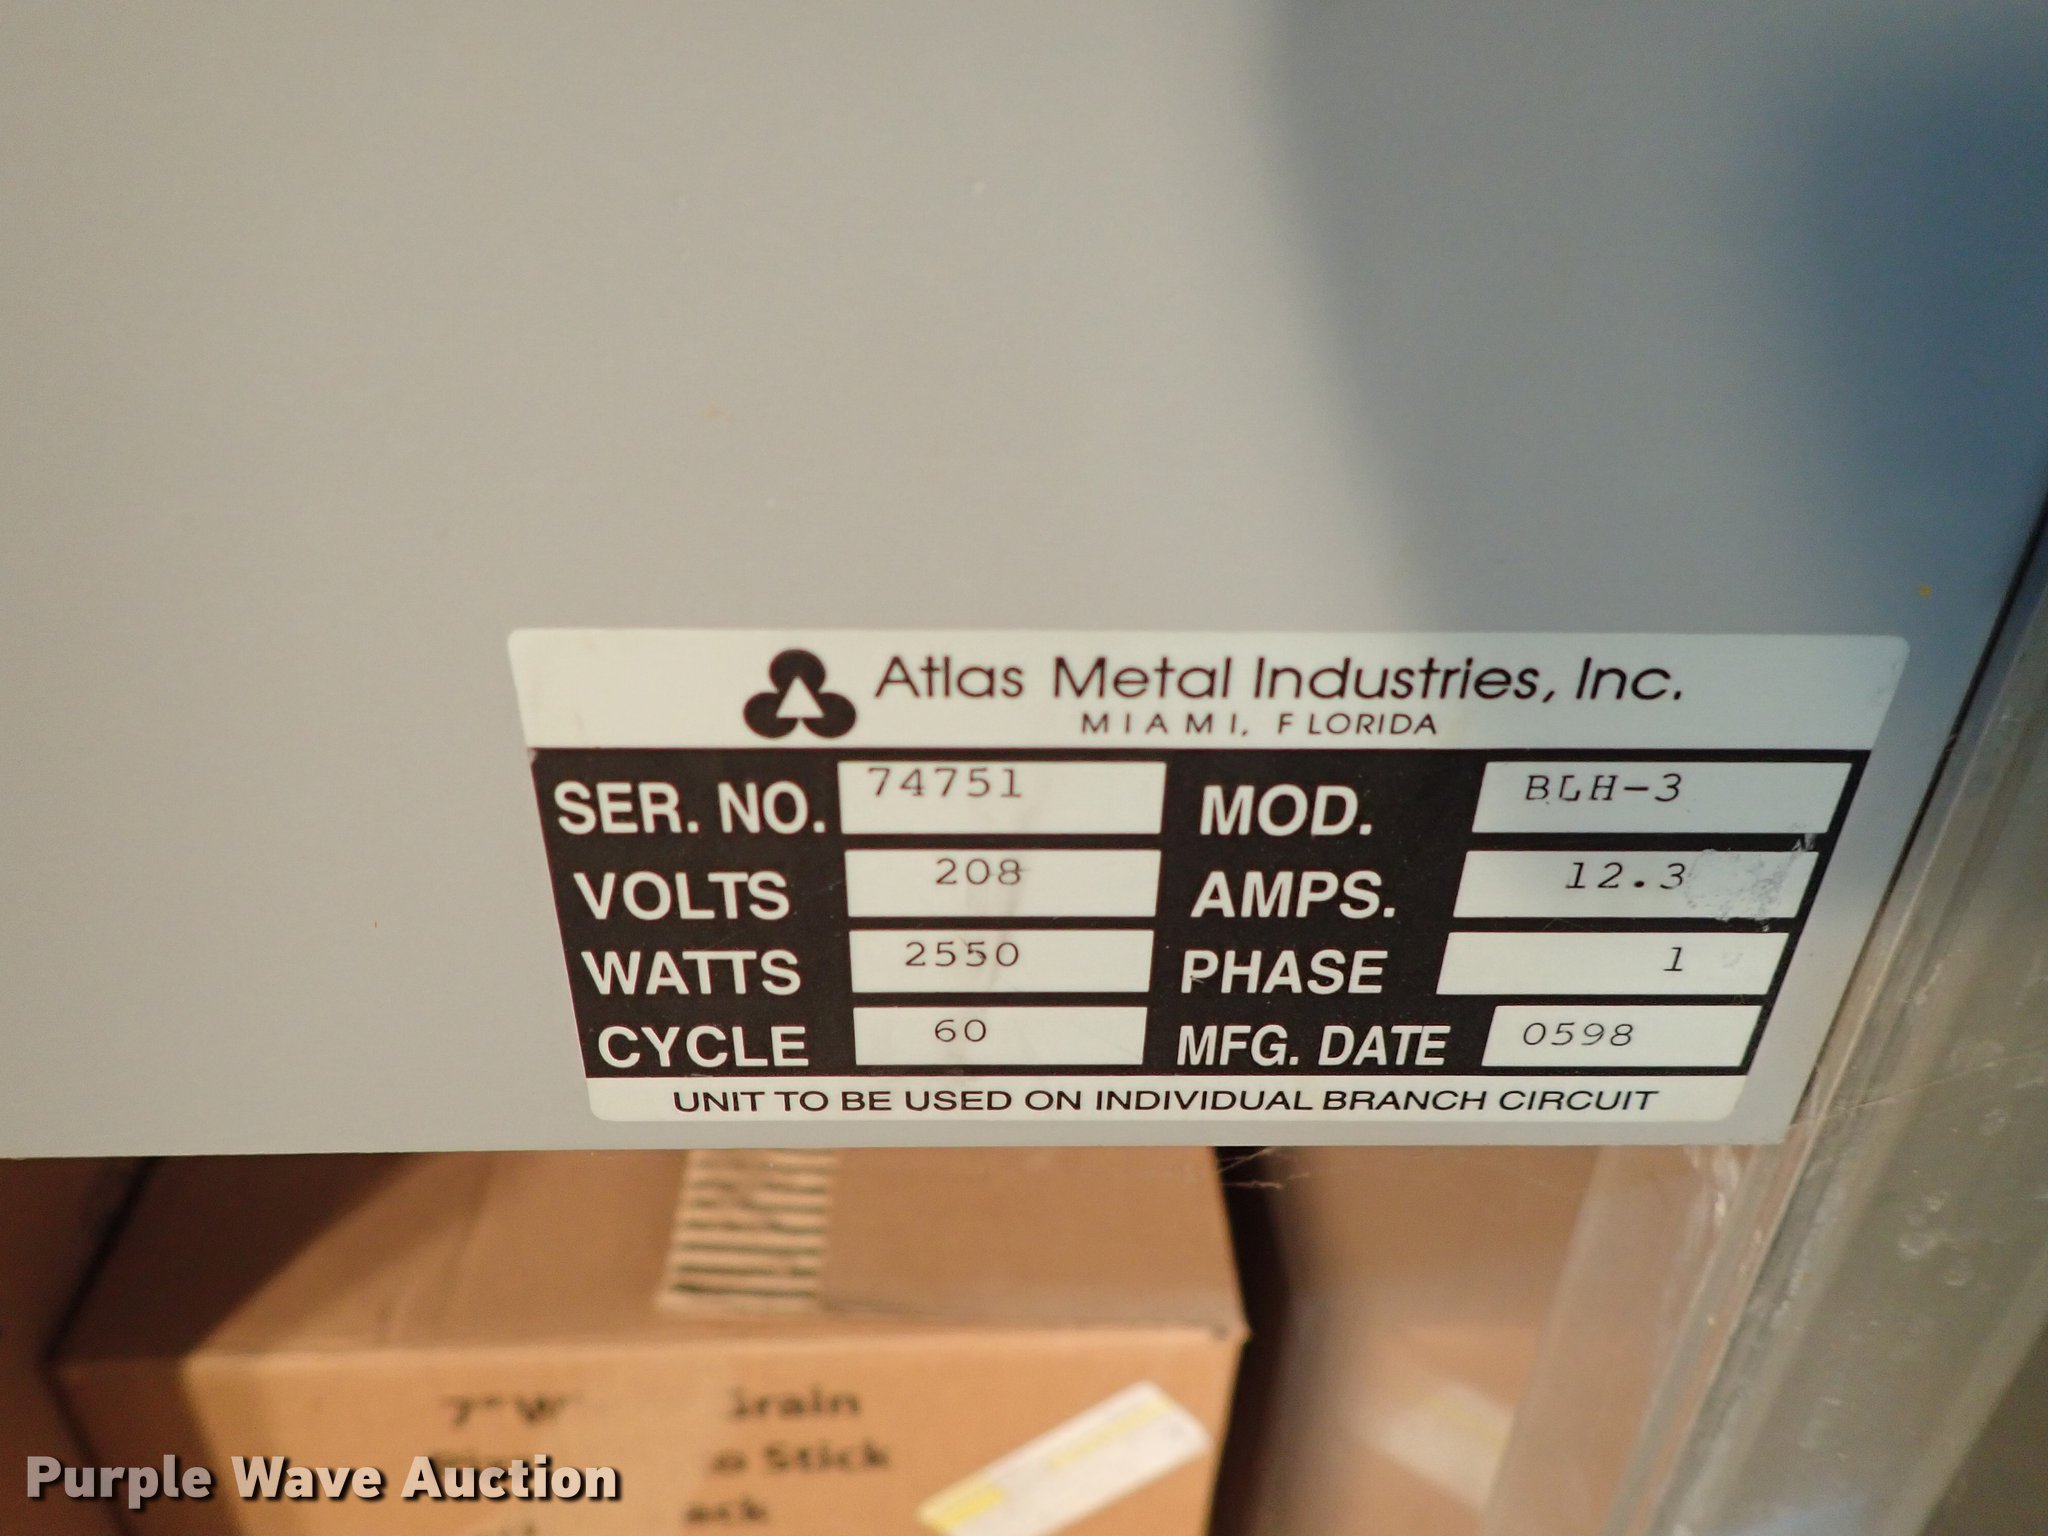 Atlas Metal Industries, Inc.
MIAMI, FLORIDA
SER. NO. 74751 MOD. BLH-3
VOLTS 208 AMPS. 12.3
WATTS 2550 PHASE 1
CYCLE 60 MFG. DATE 0598
UNIT TO BE USED ON INDIVIDUAL BRANCH CIRCUIT
7"W
Stick
Purple Wave Auction